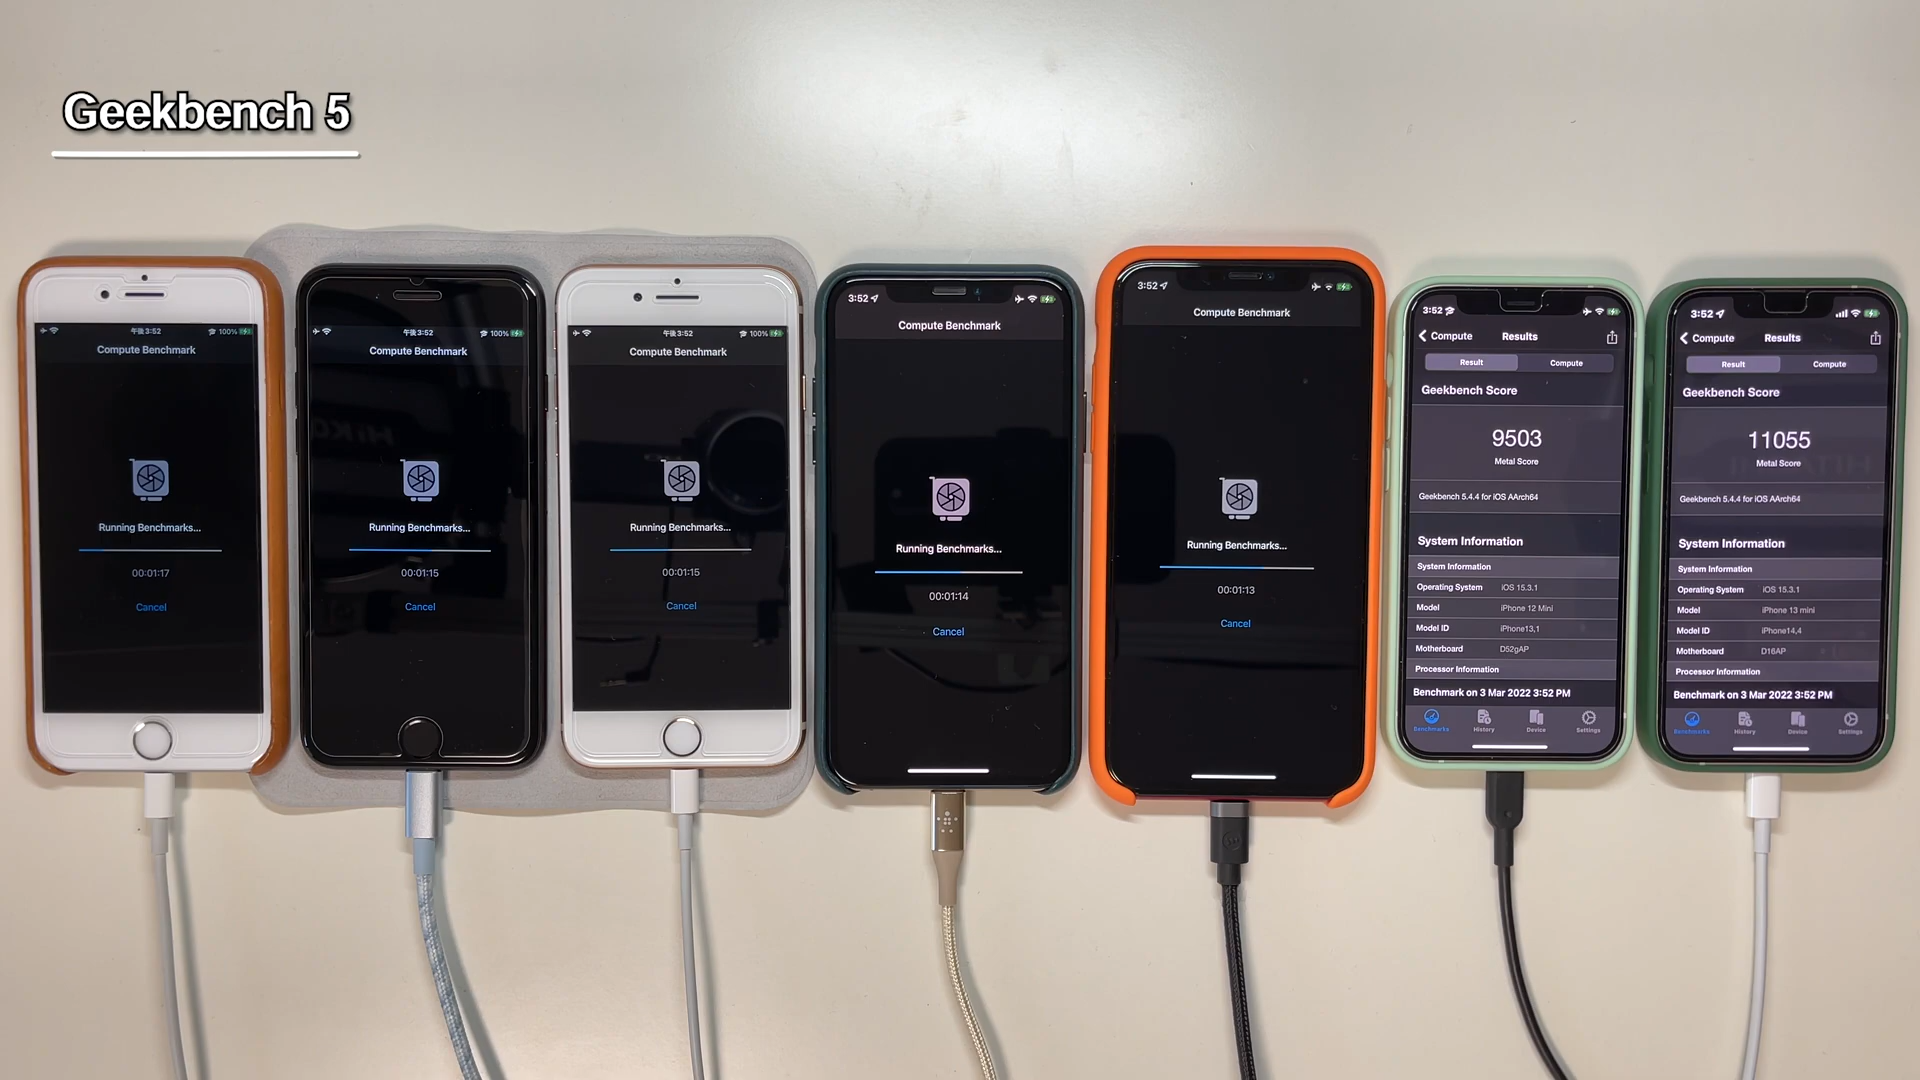 Geekbench 5
午後3:52
100%
Compute Benchmark
Running Benchmarks...
00:01:17
Cancel
午後3:52
100%
Compute Benchmark
Running Benchmarks...
00:01:15
Cancel
午後3:52
100%
Compute Benchmark
Running Benchmarks...
00:01:15
Cancel
3:52
Compute Benchmark
Running Benchmarks...
00:01:14
Cancel
3:52
Compute Benchmark
Running Benchmarks...
00:01:13
Cancel
3:52
Compute Results
Result Compute
Geekbench Score
9503
Metal Score
Geekbench 5.4.4 for iOS AArch64
System Information
System Information
Operating System iOS 15.3.1
Model iPhone 12 Mini
Model ID iPhone13,1
Motherboard D52gAP
Processor Information
Benchmark on 3 Mar 2022 3:52 PM
Benchmarks History Device Settings
3:52
Compute Results
Result Compute
Geekbench Score
11055
Metal Score
Geekbench 5.4.4 for iOS AArch64
System Information
System Information
Operating System iOS 15.3.1
Model iPhone 13 mini
Model ID iPhone14,4
Motherboard D16AP
Processor Information
Benchmark on 3 Mar 2022 3:52 PM
Benchmarks History Device Settings